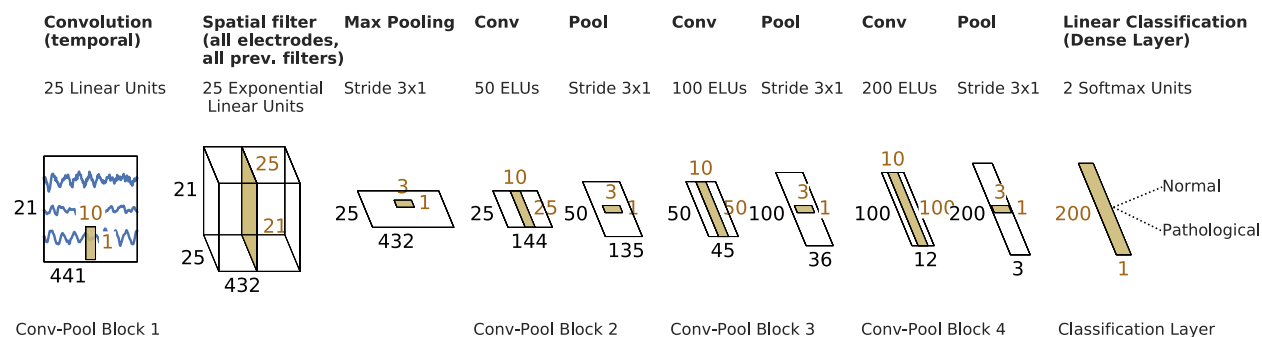 Convolution
(temporal)
Spatial filter
(all electrodes,
all prev. filters)
Max Pooling
Conv
Pool
Conv
Pool
Conv
Pool
Linear Classification
(Dense Layer)
25 Linear Units
25 Exponential
Linear Units
Stride 3x1
50 ELUs
Stride 3x1
100 ELUs
Stride 3x1
200 ELUs
Stride 3x1
2 Softmax Units
21
10
1
441
21
25
21
25
432
25
3
1
432
10
25
25
144
3
50
1
135
10
50
50
45
3
100
1
36
10
100
100
12
3
200
1
3
200
1
Normal
Pathological
Conv-Pool Block 1
Conv-Pool Block 2
Conv-Pool Block 3
Conv-Pool Block 4
Classification Layer